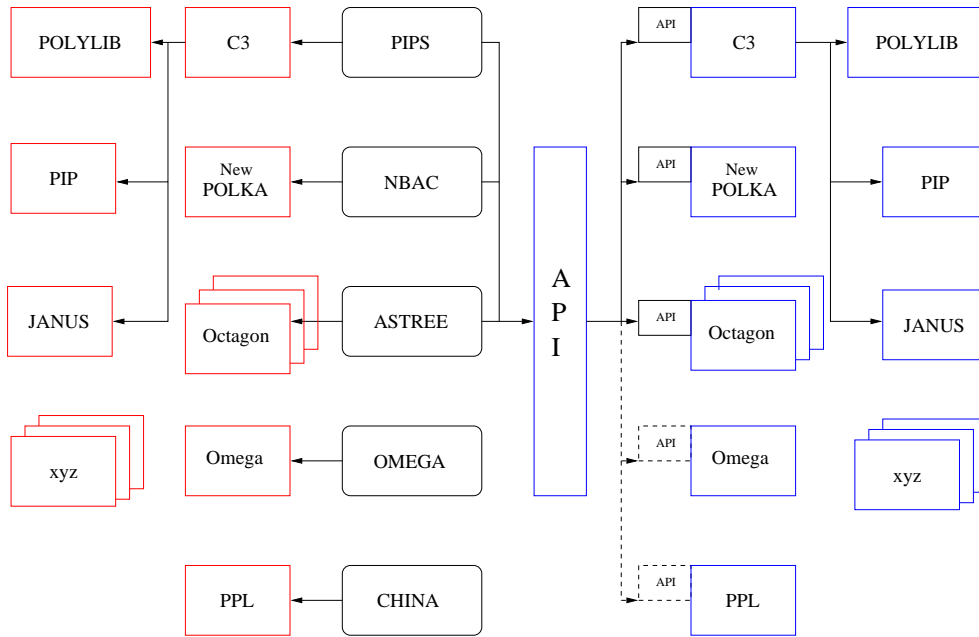 POLYLIB
C3
PIPS
API
C3
POLYLIB
PIP
New
POLKA
NBAC
API
New
POLKA
PIP
JANUS
Octagon
ASTREE
A
P
I
API
Octagon
JANUS
xyz
Omega
OMEGA
API
Omega
xyz
PPL
CHINA
API
PPL